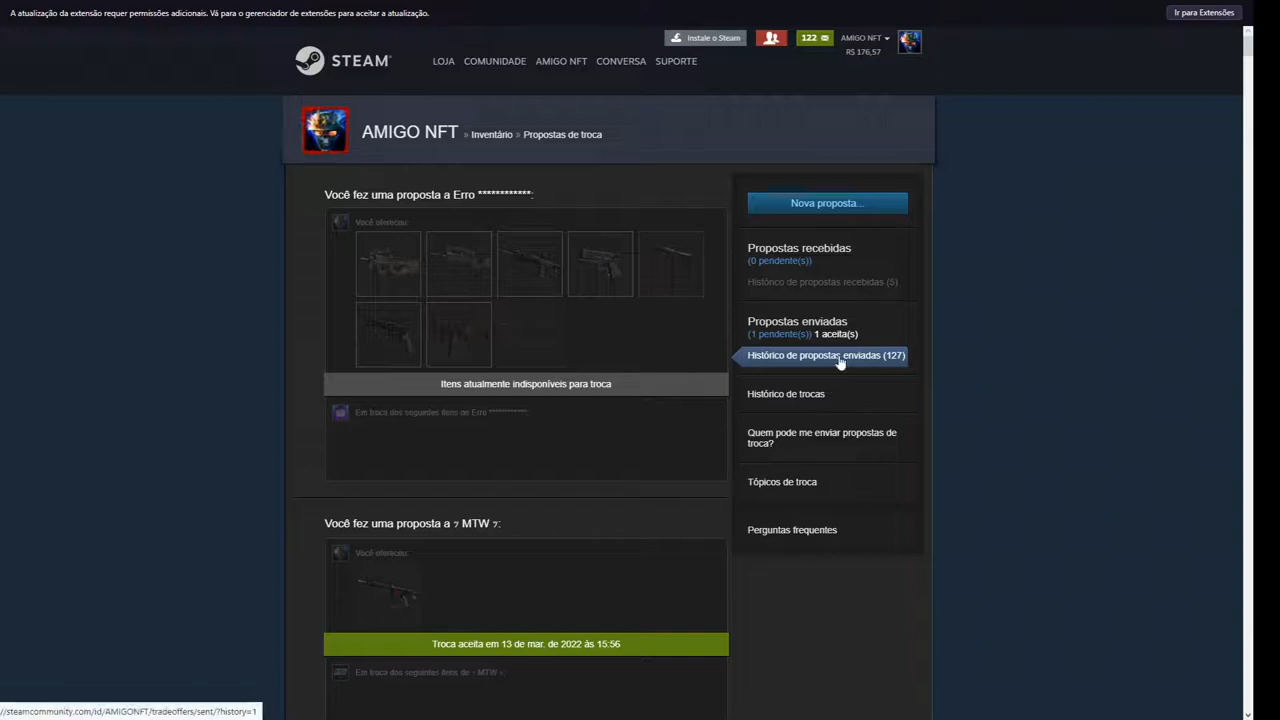 A atualização da extensão requer permissões adicionais. Vá para o gerenciador de extensões para aceitar a atualização.
Ir para Extensões
Instale o Steam
122
AMIGO NFT
R$ 176,57
STEAM
LOJA COMUNIDADE AMIGO NFT CONVERSA SUPORTE
AMIGO NFT » Inventário » Propostas de troca
Você fez uma proposta a Erro ************:
Você ofereceu:
Itens atualmente indisponíveis para troca
Em troca dos seguintes itens de Erro ************:
Você fez uma proposta a ｯ MTW ｯ:
Você ofereceu:
Troca aceita em 13 de mar. de 2022 às 15:56
Em troca dos seguintes itens de ｯ MTW ｯ:
Nova proposta...
Propostas recebidas
(0 pendente(s))
Histórico de propostas recebidas (5)
Propostas enviadas
(1 pendente(s)) 1 aceita(s)
Histórico de propostas enviadas (127)
Histórico de trocas
Quem pode me enviar propostas de
troca?
Tópicos de troca
Perguntas frequentes
//steamcommunity.com/id/AMIGONFT/tradeoffers/sent/?history=1